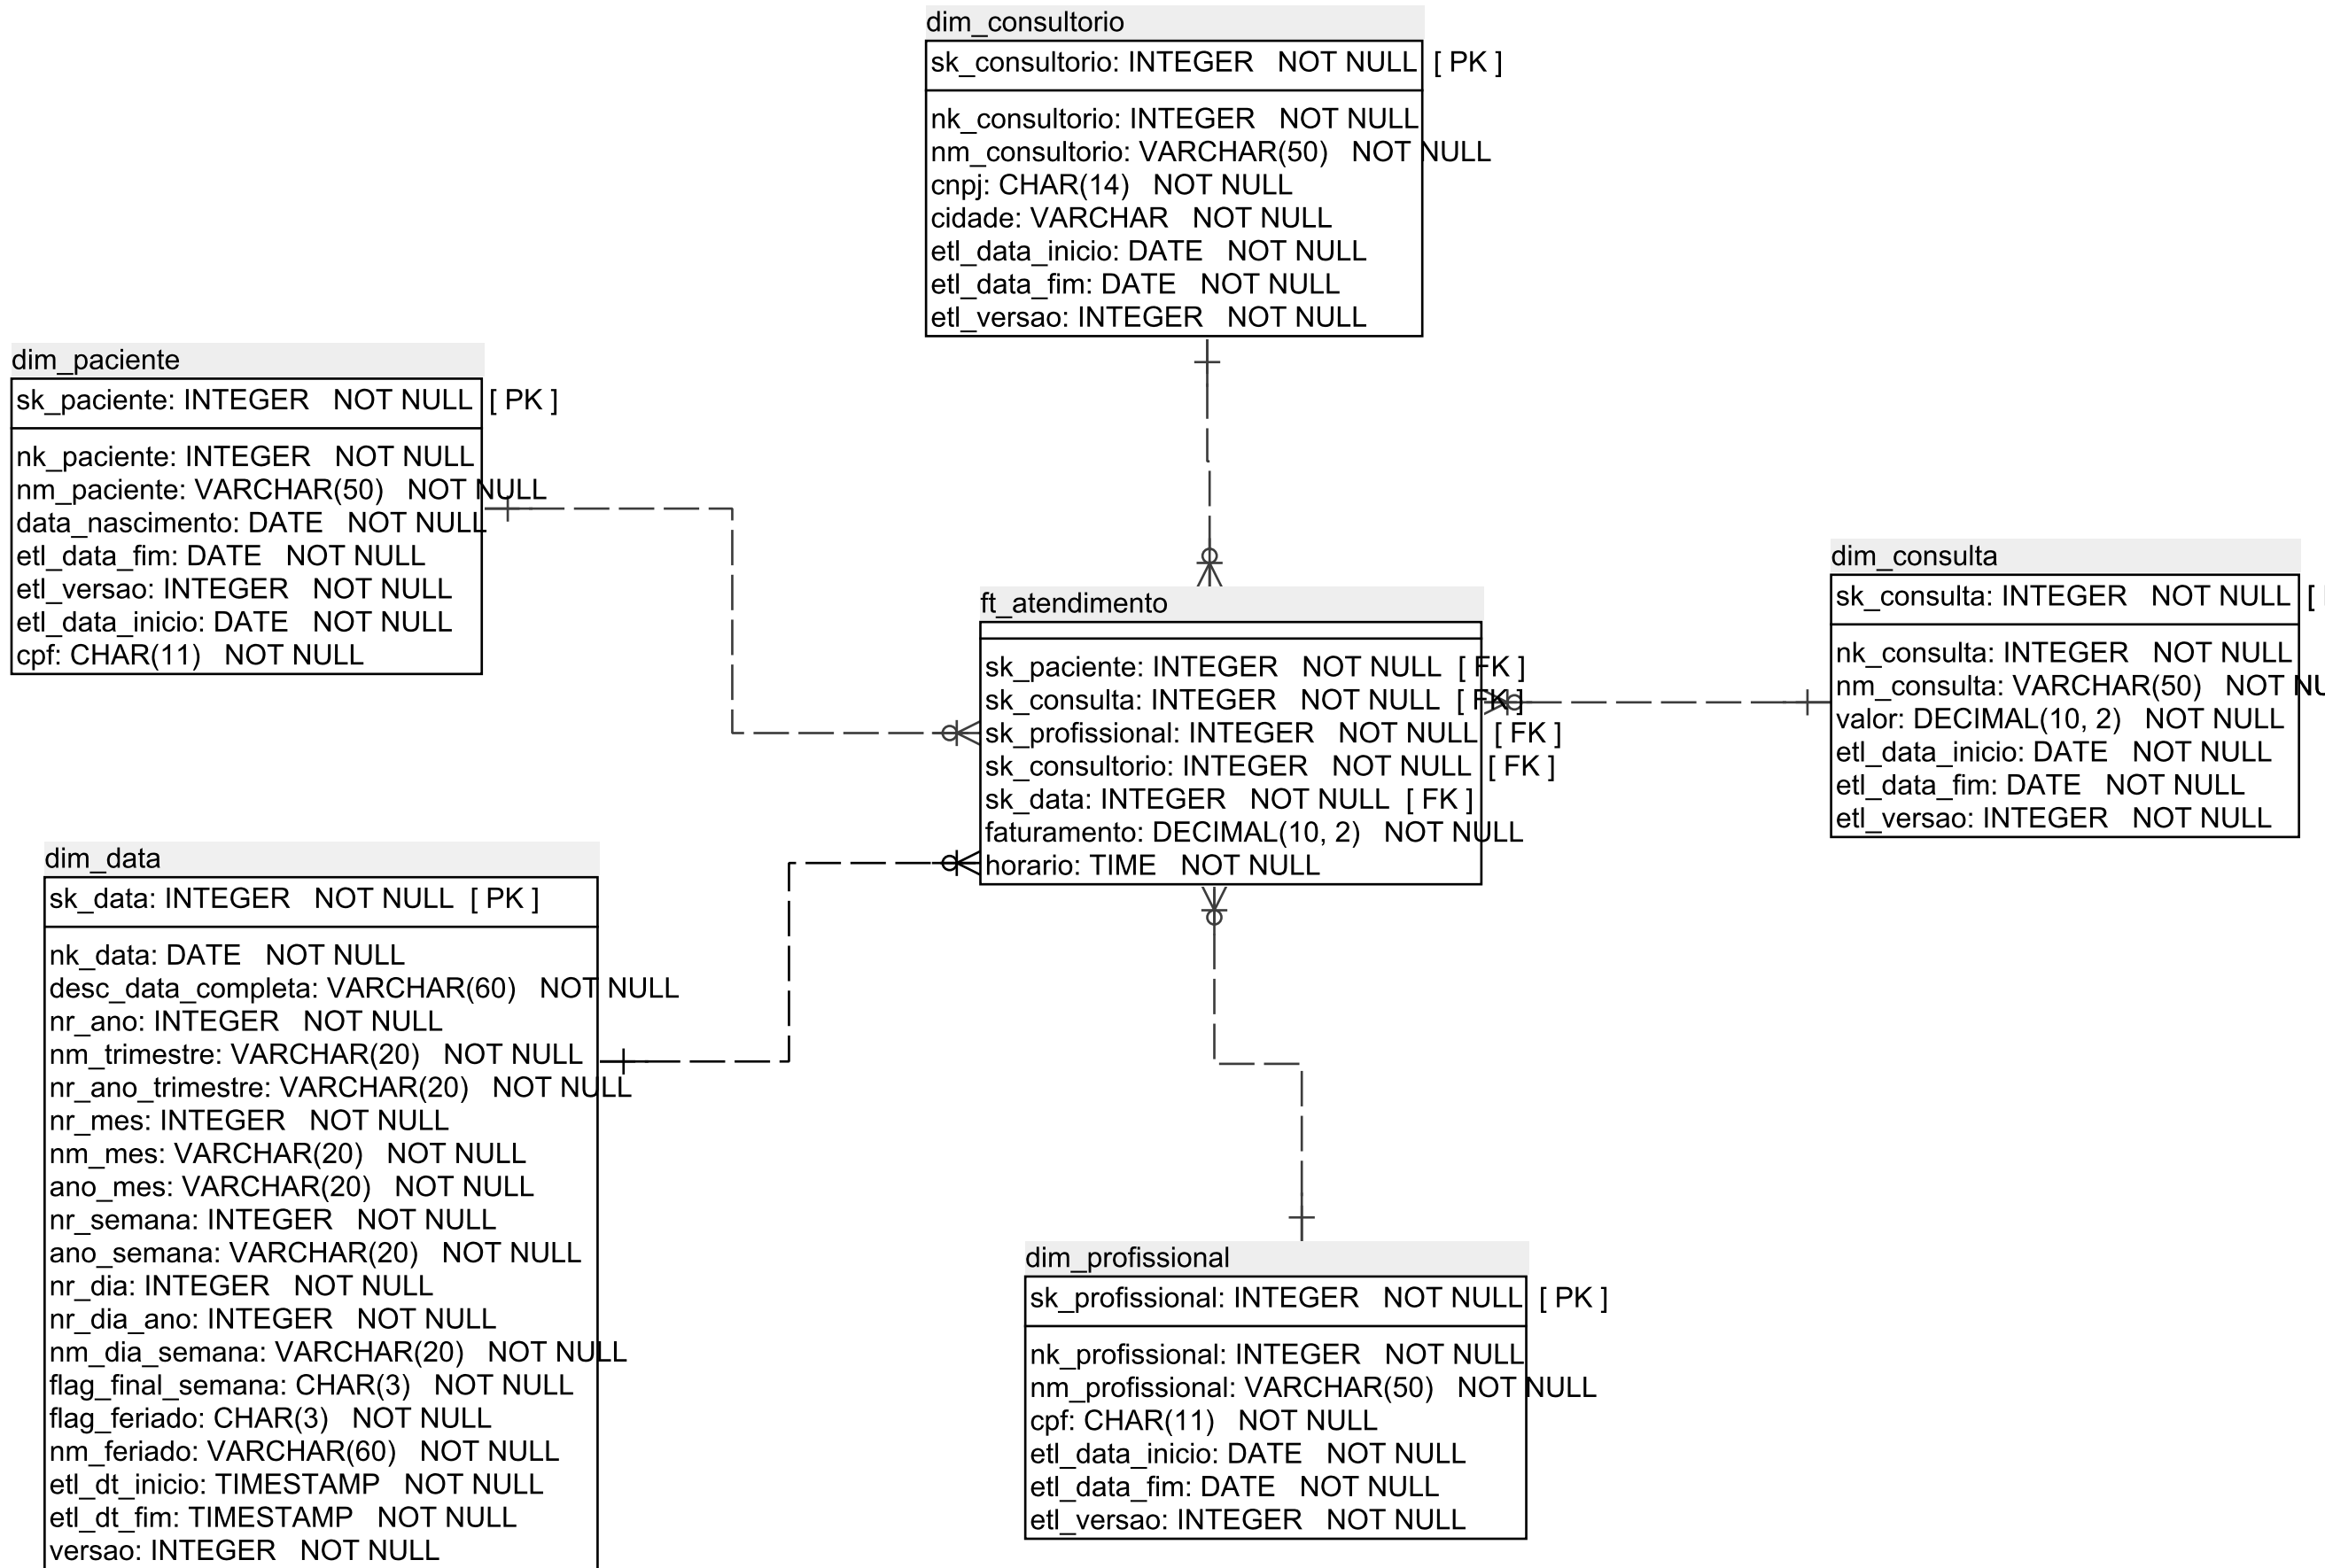 dim_consultorio
sk_consultorio: INTEGER NOT NULL [ PK ]
nk_consultorio: INTEGER NOT NULL
nm_consultorio: VARCHAR(50) NOT NULL
cnpj: CHAR(14) NOT NULL
cidade: VARCHAR NOT NULL
etl_data_inicio: DATE NOT NULL
etl_data_fim: DATE NOT NULL
etl_versao: INTEGER NOT NULL
dim_paciente
sk_paciente: INTEGER NOT NULL [ PK ]
nk_paciente: INTEGER NOT NULL
nm_paciente: VARCHAR(50) NOT NULL
data_nascimento: DATE NOT NULL
etl_data_fim: DATE NOT NULL
etl_versao: INTEGER NOT NULL
etl_data_inicio: DATE NOT NULL
cpf: CHAR(11) NOT NULL
dim_consulta
sk_consulta: INTEGER NOT NULL [
nk_consulta: INTEGER NOT NULL
nm_consulta: VARCHAR(50) NOT NU
valor: DECIMAL(10, 2) NOT NULL
etl_data_inicio: DATE NOT NULL
etl_data_fim: DATE NOT NULL
etl_versao: INTEGER NOT NULL
ft_atendimento
sk_paciente: INTEGER NOT NULL [ FK ]
sk_consulta: INTEGER NOT NULL [ FK ]
sk_profissional: INTEGER NOT NULL [ FK ]
sk_consultorio: INTEGER NOT NULL [ FK ]
sk_data: INTEGER NOT NULL [ FK ]
faturamento: DECIMAL(10, 2) NOT NULL
horario: TIME NOT NULL
dim_data
sk_data: INTEGER NOT NULL [ PK ]
nk_data: DATE NOT NULL
desc_data_completa: VARCHAR(60) NOT NULL
nr_ano: INTEGER NOT NULL
nm_trimestre: VARCHAR(20) NOT NULL
nr_ano_trimestre: VARCHAR(20) NOT NULL
nr_mes: INTEGER NOT NULL
nm_mes: VARCHAR(20) NOT NULL
ano_mes: VARCHAR(20) NOT NULL
nr_semana: INTEGER NOT NULL
ano_semana: VARCHAR(20) NOT NULL
nr_dia: INTEGER NOT NULL
nr_dia_ano: INTEGER NOT NULL
nm_dia_semana: VARCHAR(20) NOT NULL
flag_final_semana: CHAR(3) NOT NULL
flag_feriado: CHAR(3) NOT NULL
nm_feriado: VARCHAR(60) NOT NULL
etl_dt_inicio: TIMESTAMP NOT NULL
etl_dt_fim: TIMESTAMP NOT NULL
versao: INTEGER NOT NULL
dim_profissional
sk_profissional: INTEGER NOT NULL [ PK ]
nk_profissional: INTEGER NOT NULL
nm_profissional: VARCHAR(50) NOT NULL
cpf: CHAR(11) NOT NULL
etl_data_inicio: DATE NOT NULL
etl_data_fim: DATE NOT NULL
etl_versao: INTEGER NOT NULL